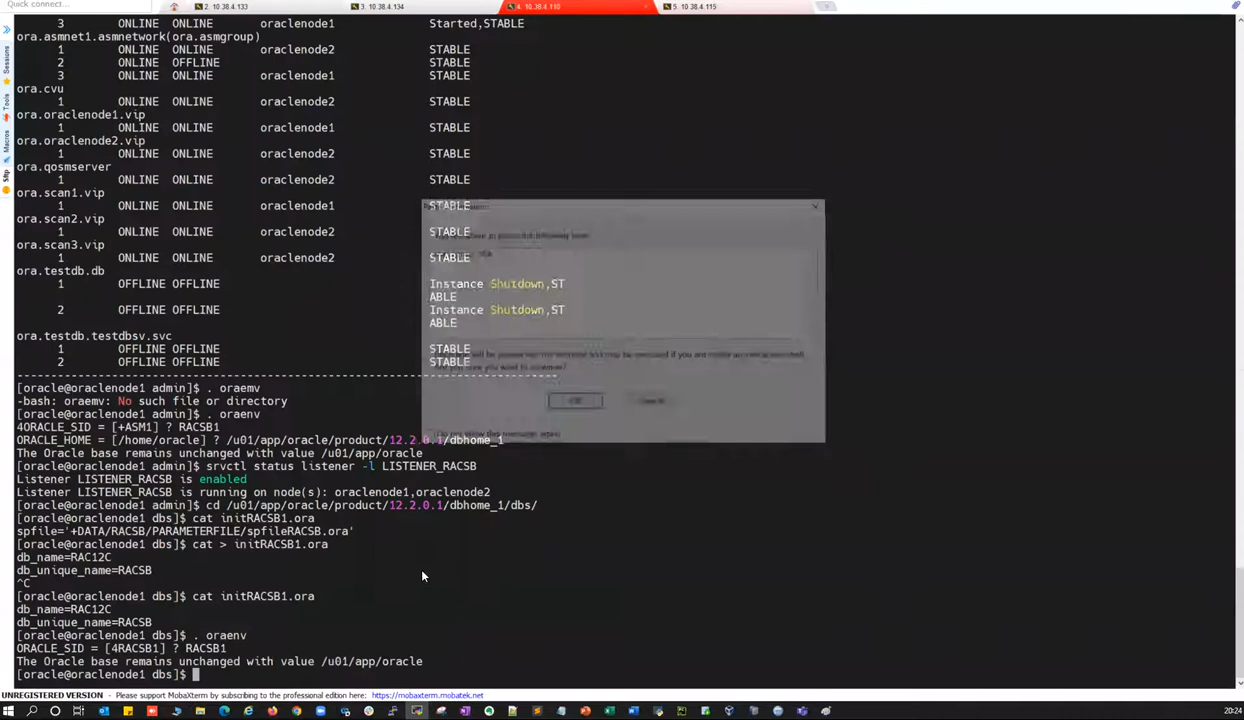 Quick connect...
2. 10.38.4.133
3. 10.38.4.134
4. 10.38.4.110
5. 10.38.4.115
Sessions
Tools
Macros
Sftp
3 ONLINE ONLINE oraclenode1 Started,STABLE
ora.asmnet1.asmnetwork(ora.asmgroup)
1 ONLINE ONLINE oraclenode2 STABLE
2 ONLINE OFFLINE STABLE
3 ONLINE ONLINE oraclenode1 STABLE
ora.cvu
1 ONLINE ONLINE oraclenode2 STABLE
ora.oraclenode1.vip
1 ONLINE ONLINE oraclenode1 STABLE
ora.oraclenode2.vip
1 ONLINE ONLINE oraclenode2 STABLE
ora.qosmserver
1 ONLINE ONLINE oraclenode2 STABLE
ora.scan1.vip
1 ONLINE ONLINE oraclenode1 STABLE
ora.scan2.vip
1 ONLINE ONLINE oraclenode2 STABLE
ora.scan3.vip
1 ONLINE ONLINE oraclenode2 STABLE
ora.testdb.db
1 OFFLINE OFFLINE Instance Shutdown,ST
ABLE
2 OFFLINE OFFLINE Instance Shutdown,ST
ABLE
ora.testdb.testdbsv.svc
1 OFFLINE OFFLINE STABLE
2 OFFLINE OFFLINE STABLE
--------------------------------------------------------------------------------
[oracle@oraclenode1 admin]$ . oraemv
-bash: oraemv: No such file or directory
[oracle@oraclenode1 admin]$ . oraenv
4ORACLE_SID = [+ASM1] ? RACSB1
ORACLE_HOME = [/home/oracle] ? /u01/app/oracle/product/12.2.0.1/dbhome_1
The Oracle base remains unchanged with value /u01/app/oracle
[oracle@oraclenode1 admin]$ srvctl status listener -l LISTENER_RACSB
Listener LISTENER_RACSB is enabled
Listener LISTENER_RACSB is running on node(s): oraclenode1,oraclenode2
[oracle@oraclenode1 admin]$ cd /u01/app/oracle/product/12.2.0.1/dbhome_1/dbs/
[oracle@oraclenode1 dbs]$ cat initRACSB1.ora
spfile='+DATA/RACSB/PARAMETERFILE/spfileRACSB.ora'
[oracle@oraclenode1 dbs]$ cat > initRACSB1.ora
db_name=RAC12C
db_unique_name=RACSB
^C
[oracle@oraclenode1 dbs]$ cat initRACSB1.ora
db_name=RAC12C
db_unique_name=RACSB
[oracle@oraclenode1 dbs]$ . oraenv
ORACLE_SID = [4RACSB1] ? RACSB1
The Oracle base remains unchanged with value /u01/app/oracle
[oracle@oraclenode1 dbs]$
UNREGISTERED VERSION - Please support MobaXterm by subscribing to the professional edition here: https://mobaxterm.mobatek.net
20:24